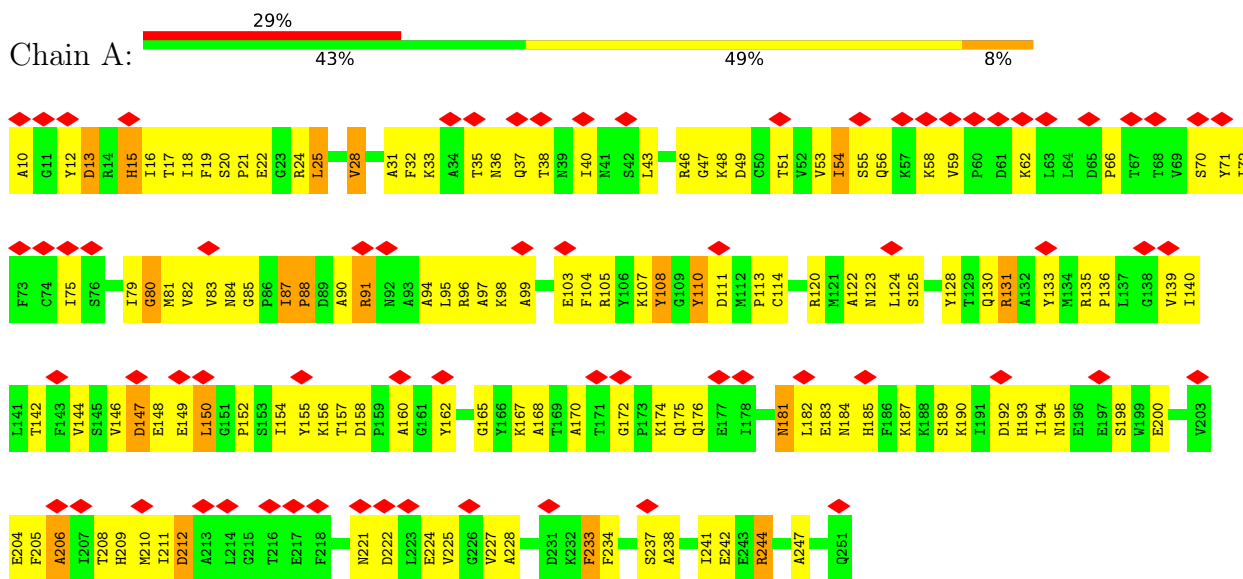 29%
Chain A:
43% 49% 8%
A10 G11 Y12 D13 R14 H15 I16 T17 I18 F19 S20 P21 E22 G23 R24 L25 V28 A31 F32 K33 A34 T35 N36 Q37 T38 N39 I40 N41 S42 L43 R46 G47 K48 D49 C50 T51 V52 V53 I54 S55 Q56 K57 K58 V59 P60 D61 K62 L63 L64 D65 P66 T67 T68 V69 S70 Y71 I72
F73 C74 I75 S76 I79 G80 M81 V82 V83 N84 G85 P86 I87 P88 D89 A90 R91 N92 A93 A94 L95 R96 A97 K98 A99 E103 F104 R105 Y106 K107 Y108 G109 Y110 D111 M112 P113 C114 R120 M121 A122 N123 L124 S125 Y128 T129 Q130 R131 A132 Y133 M134 R135 P136 L137 G138 V139 I140
L141 T142 F143 V144 S145 V146 D147 E148 E149 L150 G151 P152 S153 I154 Y155 K156 T157 D158 P159 A160 G161 Y162 G165 Y166 K167 A168 T169 A170 T171 G172 P173 K174 Q175 Q176 E177 I178 N181 L182 E183 N184 H185 F186 K187 K188 S189 K190 I191 D192 H193 I194 N195 E196 E197 S198 W199 E200 V203
E204 F205 A206 I207 T208 H209 M210 I211 D212 A213 L214 G215 T216 E217 F218 N221 D222 L223 E224 V225 G226 V227 A228 D231 K232 F233 F234 S237 A238 I241 E242 E243 R244 A247 Q251